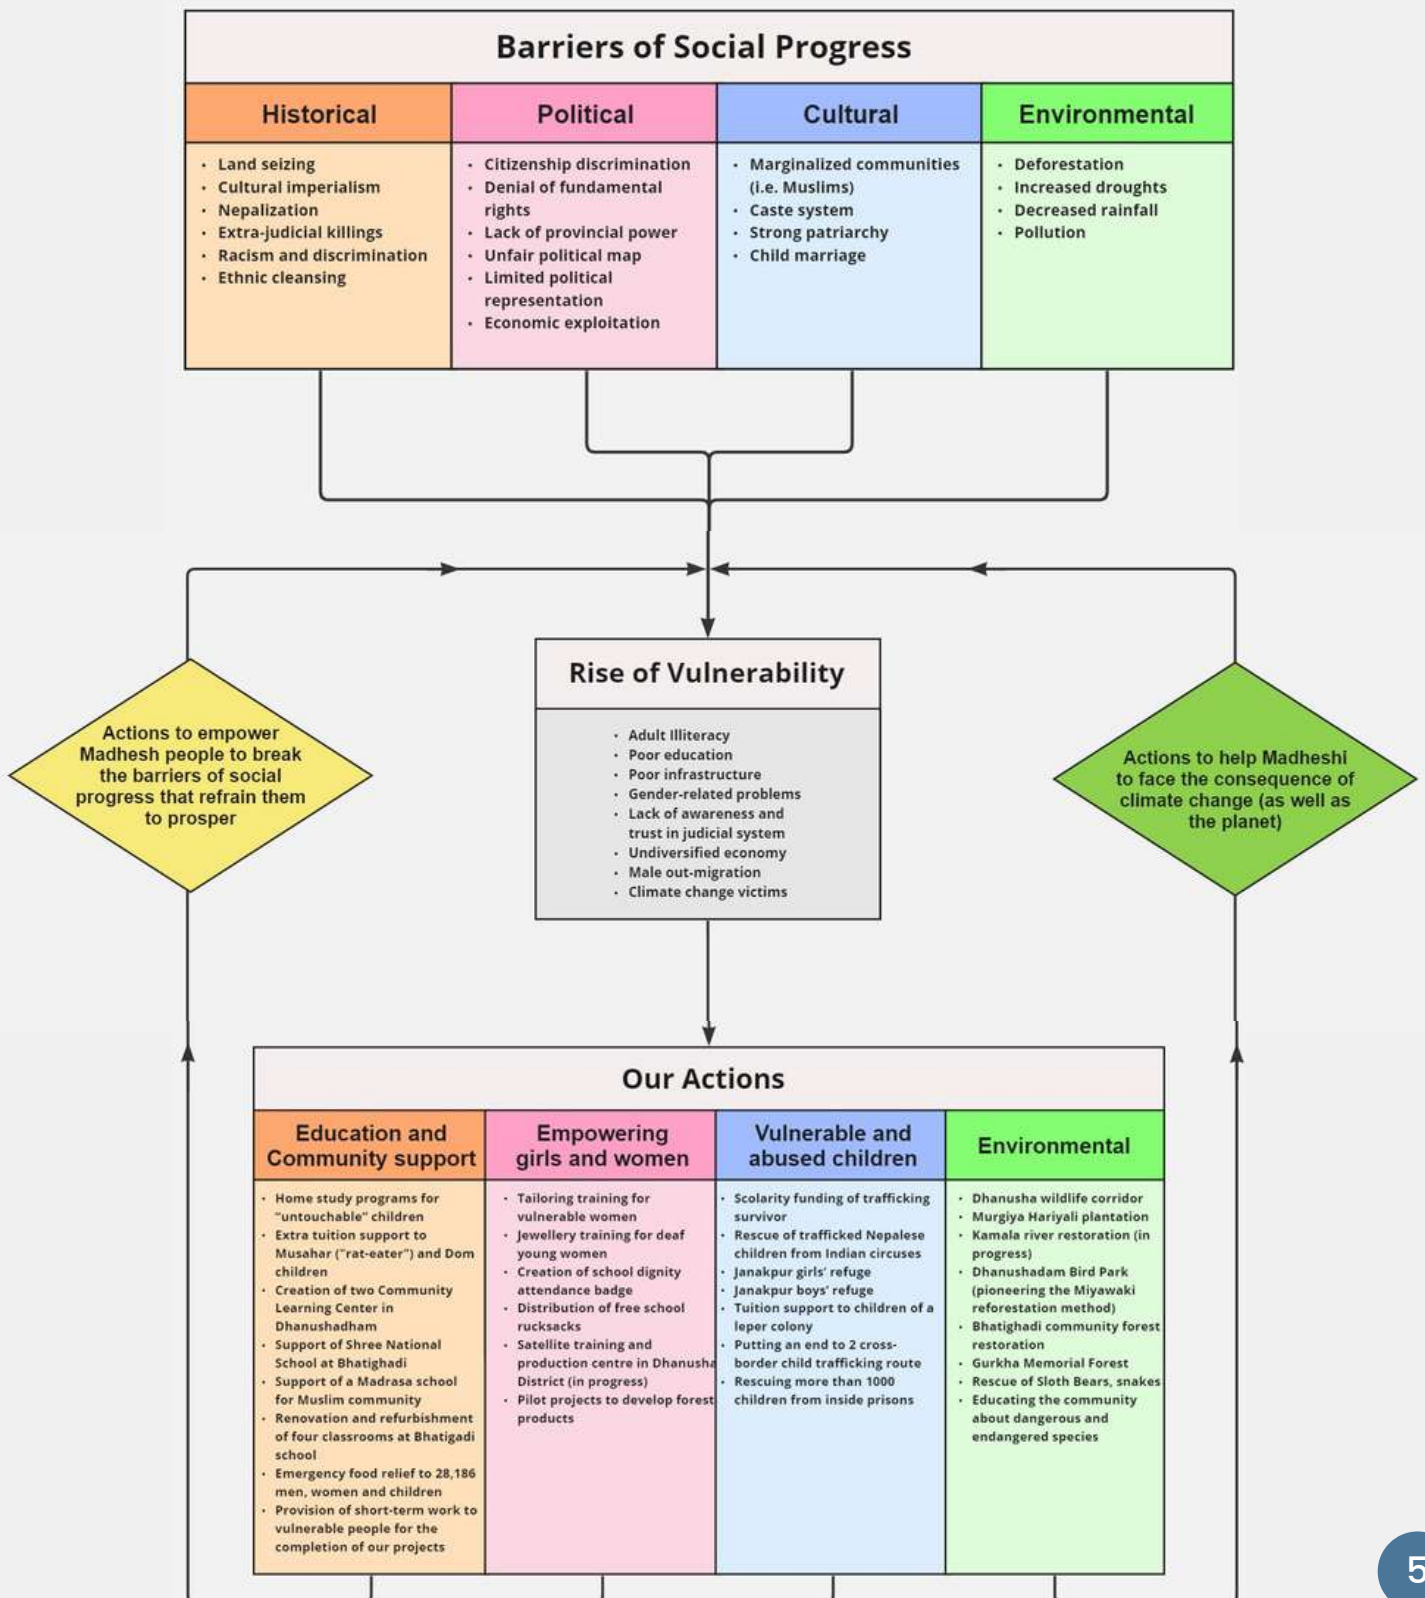 Barriers of Social Progress
Historical
• Land seizing
• Cultural imperialism
• Nepalization
• Extra-judicial killings
• Racism and discrimination
• Ethnic cleansing
Political
• Citizenship discrimination
• Denial of fundamental
rights
• Lack of provincial power
• Unfair political map
• Limited political
representation
• Economic exploitation
Cultural
• Marginalized communities
(i.e. Muslims)
• Caste system
• Strong patriarchy
• Child marriage
Environmental
• Deforestation
• Increased droughts
• Decreased rainfall
• Pollution
Actions to empower
Madhesh people to break
the barriers of social
progress that refrain them
to prosper
Rise of Vulnerability
• Adult Illiteracy
• Poor education
• Poor infrastructure
• Gender-related problems
• Lack of awareness and
trust in judicial system
• Undiversified economy
• Male out-migration
• Climate change victims
Actions to help Madheshi
to face the consequence of
climate change (as well as
the planet)
Our Actions
Education and
Community support
• Home study programs for
"untouchable" children
• Extra tuition support to
Musahar ("rat-eater") and Dom
children
• Creation of two Community
Learning Center in
Dhanushadham
• Support of Shree National
School at Bhatighadi
• Support of a Madrasa school
for Muslim community
• Renovation and refurbishment
of four classrooms at Bhatigadi
school
• Emergency food relief to 28,186
men, women and children
• Provision of short-term work to
vulnerable people for the
completion of our projects
Empowering
girls and women
• Tailoring training for
vulnerable women
• Jewellery training for deaf
young women
• Creation of school dignity
attendance badge
• Distribution of free school
rucksacks
• Satellite training and
production centre in Dhanusha
District (in progress)
• Pilot projects to develop forest
products
Vulnerable and
abused children
• Scolarity funding of trafficking
survivor
• Rescue of trafficked Nepalese
children from Indian circuses
• Janakpur girls' refuge
• Janakpur boys' refuge
• Tuition support to children of a
leper colony
• Putting an end to 2 cross-
border child trafficking route
• Rescuing more than 1000
children from inside prisons
Environmental
• Dhanusha wildlife corridor
• Murgiya Hariyali plantation
• Kamala river restoration (in
progress)
• Dhanushadam Bird Park
(pioneering the Miyawaki
reforestation method)
• Bhatighadi community forest
restoration
• Gurkha Memorial Forest
• Rescue of Sloth Bears, snakes
• Educating the community
about dangerous and
endangered species
5